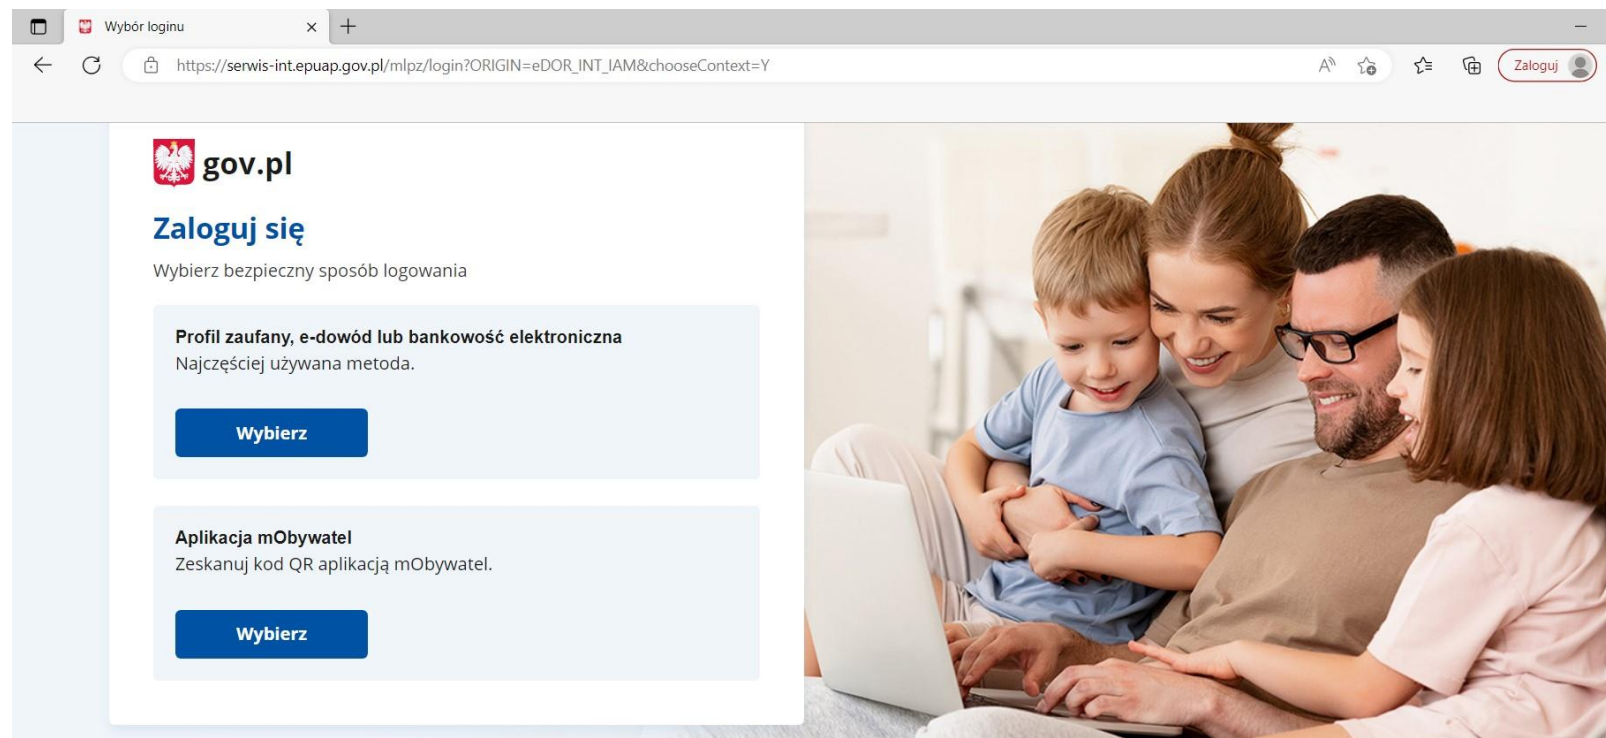 Wybór loginu
https://serwis-int.epuap.gov.pl/mlpz/login?ORIGIN=eDOR_INT_IAM&chooseContext=Y
Zaloguj
gov.pl
Zaloguj się
Wybierz bezpieczny sposób logowania
Profil zaufany, e-dowód lub bankowość elektroniczna
Najczęściej używana metoda.
Wybierz
Aplikacja mObywatel
Zeskanuj kod QR aplikacją mObywatel.
Wybierz